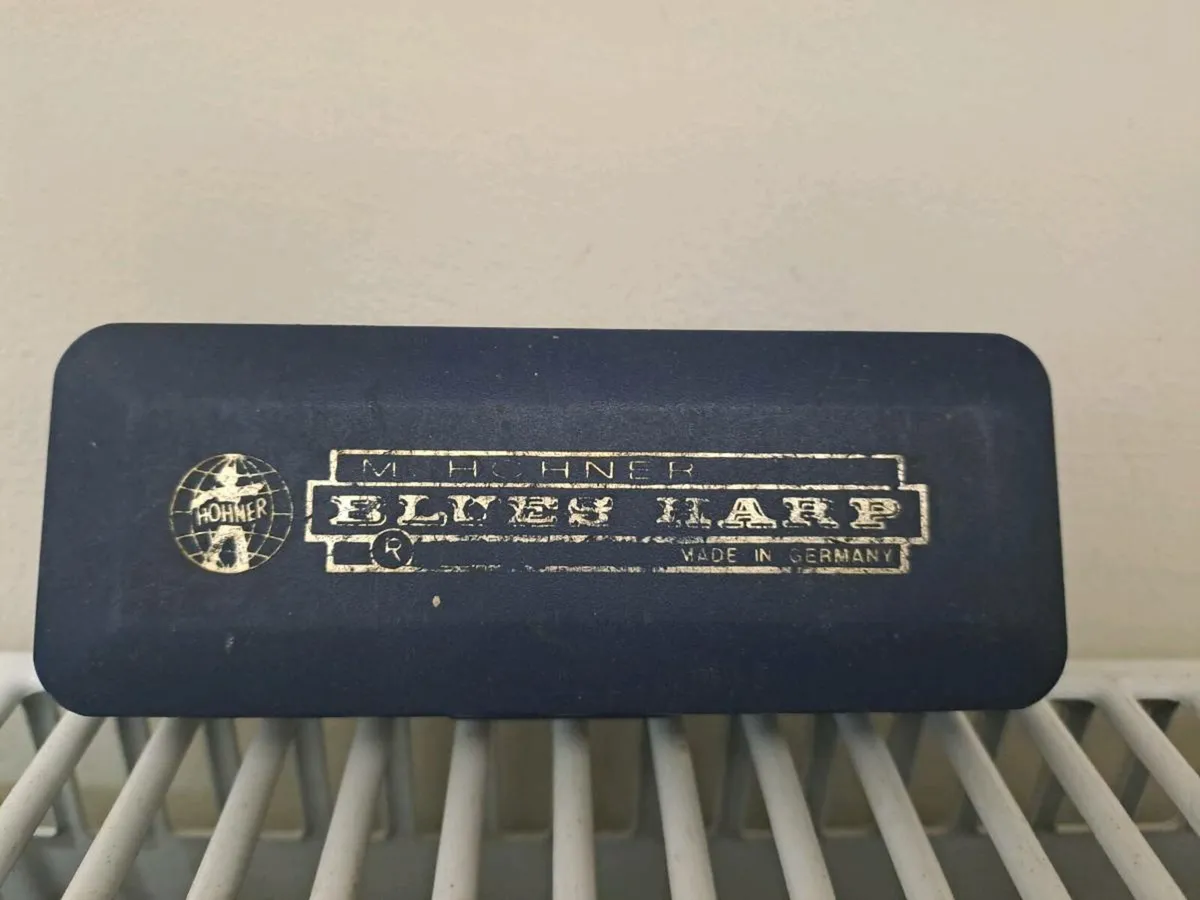 HOHNER
M. HOHNER
BLUES HARP
®
MADE IN GERMANY